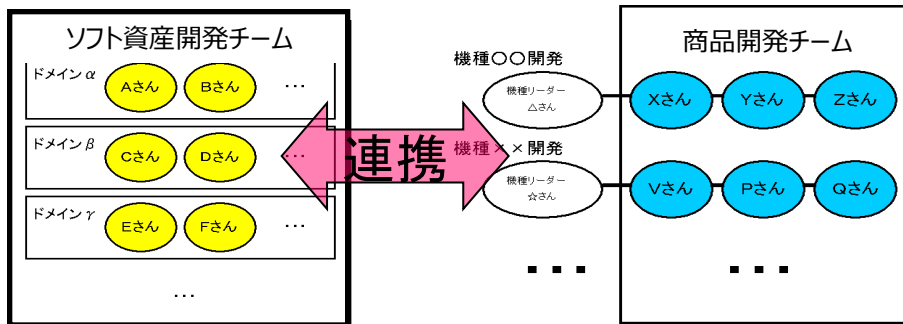 ソフト資産開発チーム
ドメインα
Aさん
Bさん
…
ドメインβ
Cさん
Dさん
…
ドメインγ
Eさん
Fさん
…
…
連携
機種〇〇開発
機種リーダー
△さん
機種××開発
機種リーダー
☆さん
▪▪▪
商品開発チーム
Xさん
Yさん
Zさん
Vさん
Pさん
Qさん
▪▪▪